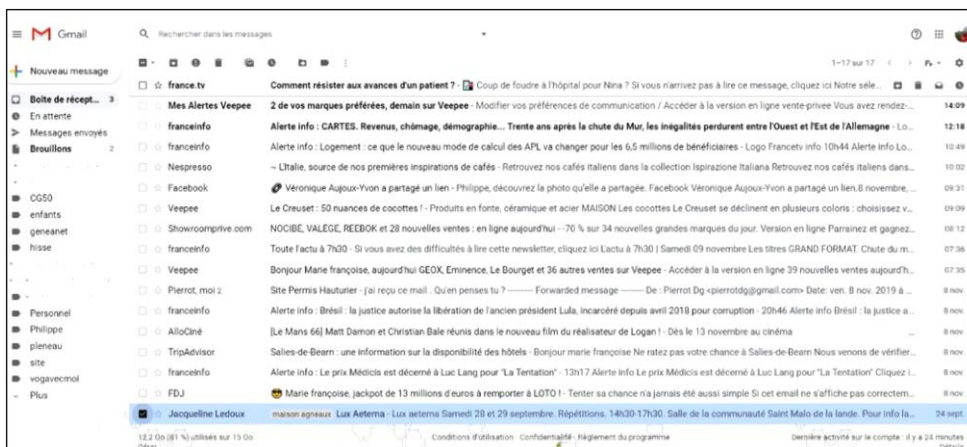 Gmail
Rechercher dans les messages
Nouveau message
1–17 sur 17
Boîte de récept... 3
En attente
Messages envoyés
Brouillons 2
CG50
enfants
geneanet
hisse
Personnel
Philippe
pleneau
site
vogavecmoi
Plus
france.tv Comment résister aux avances d'un patient ? - Coup de foudre à l'hôpital pour Nina ? Si vous n'arrivez pas à lire ce message, cliquez ici Notre séle...
Mes Alertes Veepee 2 de vos marques préférées, demain sur Veepee - Modifier vos préférences de communication / Accéder à la version en ligne vente-privee Vous avez rendez-... 14:09
franceinfo Alerte info : CARTES. Revenus, chômage, démographie... Trente ans après la chute du Mur, les inégalités perdurent entre l'Ouest et l'Est de l'Allemagne - Lo... 12:18
franceinfo Alerte info : Logement : ce que le nouveau mode de calcul des APL va changer pour les 6,5 millions de bénéficiaires - Logo Francetv info 10h44 Alerte info Lo... 10:49
Nespresso ~ L'Italie, source de nos premières inspirations de cafés - Retrouvez nos cafés italiens dans la collection Ispirazione Italiana Retrouvez nos cafés italiens dans... 10:02
Facebook Véronique Aujoux-Yvon a partagé un lien - Philippe, découvrez la photo qu'elle a partagée. Facebook Véronique Aujoux-Yvon a partagé un lien.8 novembre, ... 09:31
Veepee Le Creuset : 50 nuances de cocottes ! - Produits en fonte, céramique et acier MAISON Les cocottes Le Creuset se déclinent en plusieurs coloris : choisissez v... 09:09
Showroomprive.com NOCIBÉ, VALÈGE, REEBOK et 28 nouvelles ventes : en ligne aujourd'hui - -70 % sur 34 nouvelles grandes marques du jour. Version en ligne Parrainez et gagnez... 08:12
franceinfo Toute l'actu à 7h30 - Si vous avez des difficultés à lire cette newsletter, cliquez ici L'actu à 7h30 | Samedi 09 novembre Les titres GRAND FORMAT. Chute du m... 07:36
Veepee Bonjour Marie françoise, aujourd'hui GEOX, Eminence, Le Bourget et 36 autres ventes sur Veepee - Accéder à la version en ligne 39 nouvelles ventes aujourd'h... 07:35
Pierrot, moi 2 Site Permis Hauturier - j'ai reçu ce mail . Qu'en penses tu ? ---------- Forwarded message --------- De : Pierrot Dg <pierrotdg@gmail.com> Date: ven. 8 nov. 2019 à ... 8 nov.
franceinfo Alerte info : Brésil : la justice autorise la libération de l'ancien président Lula, incarcéré depuis avril 2018 pour corruption - 20h46 Alerte info Brésil : la justice a... 8 nov.
AlloCiné [Le Mans 66] Matt Damon et Christian Bale réunis dans le nouveau film du réalisateur de Logan ! - Dès le 13 novembre au cinéma ... 8 nov.
TripAdvisor Salies-de-Bearn : une information sur la disponibilité des hôtels - Bonjour marie françoise Ne ratez pas votre chance à Salies-de-Bearn Nous venons de vérifier... 8 nov.
franceinfo Alerte info : Le prix Médicis est décerné à Luc Lang pour "La Tentation" - 13h17 Alerte info Le prix Médicis est décerné à Luc Lang pour "La Tentation" Cliquez i... 8 nov.
FDJ Marie françoise, jackpot de 13 millions d'euros à remporter à LOTO ! - Tenter sa chance n'a jamais été aussi simple Si cet email ne s'affiche pas correctem... 8 nov.
Jacqueline Ledoux maison agneaux Lux Aeterna - Lux aeterna Samedi 28 et 29 septembre. Répétitions. 14h30-17h30. Salle de la communauté Saint Malo de la lande. Pour info la... 24 sept.
12,2 Go (81 %) utilisés sur 15 Go
Conditions d'utilisation · Confidentialité · Règlement du programme
Dernière activité sur le compte : il y a 24 minutes